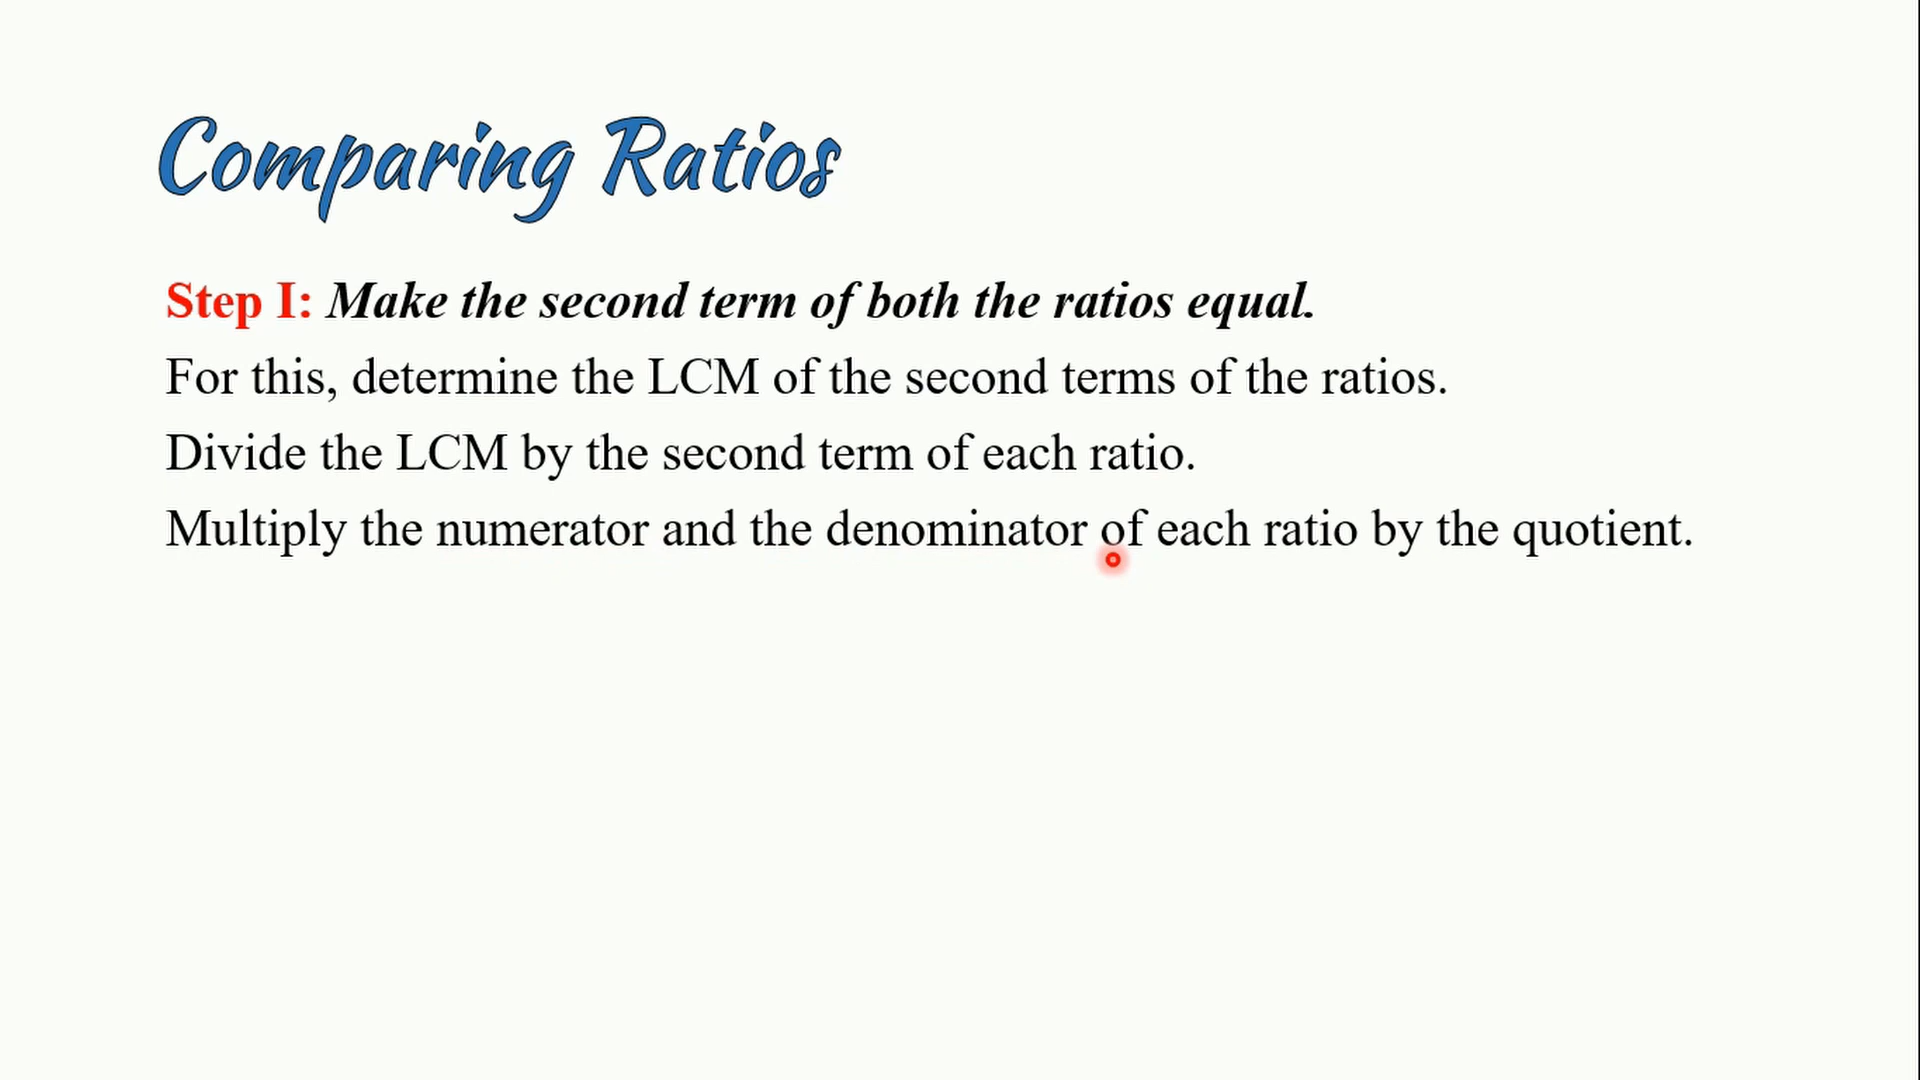 Comparing Ratios
Step I: Make the second term of both the ratios equal.
For this, determine the LCM of the second terms of the ratios.
Divide the LCM by the second term of each ratio.
Multiply the numerator and the denominator of each ratio by the quotient.